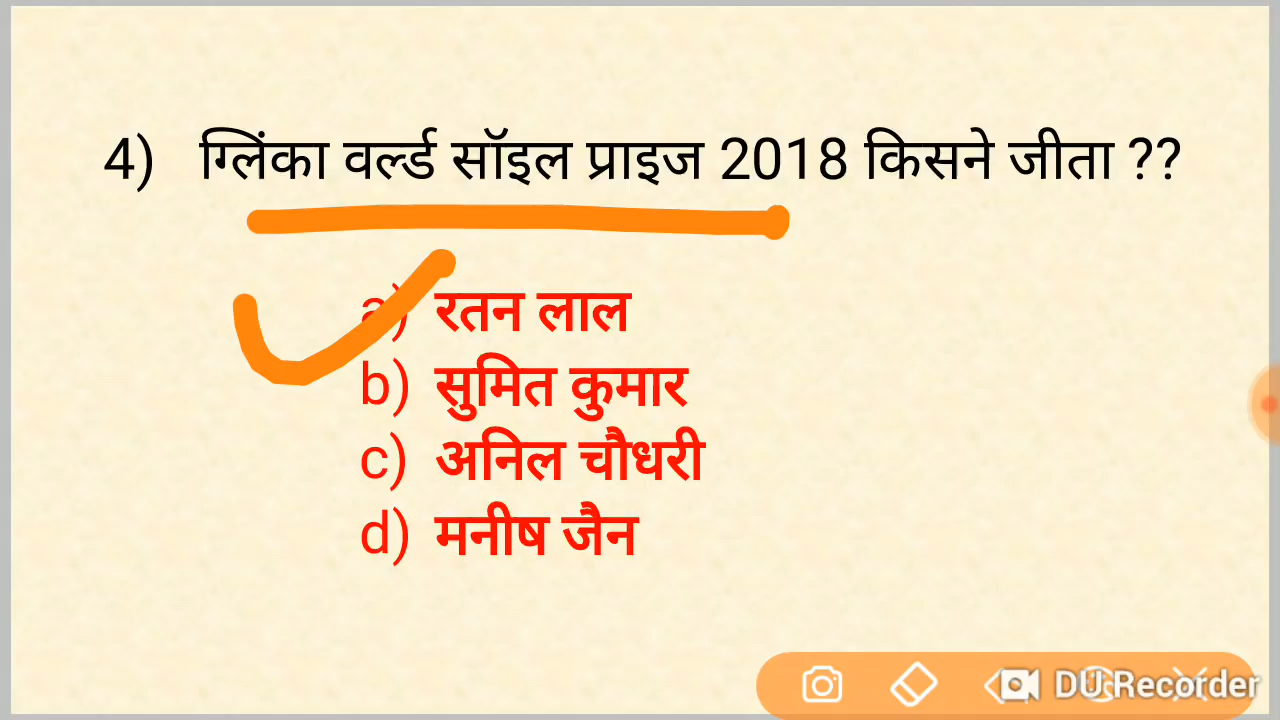 4) ग्लिंका वर्ल्ड सॉइल प्राइज 2018 किसने जीता ??
a) रतन लाल
b) सुमित कुमार
c) अनिल चौधरी
d) मनीष जैन
DU Recorder